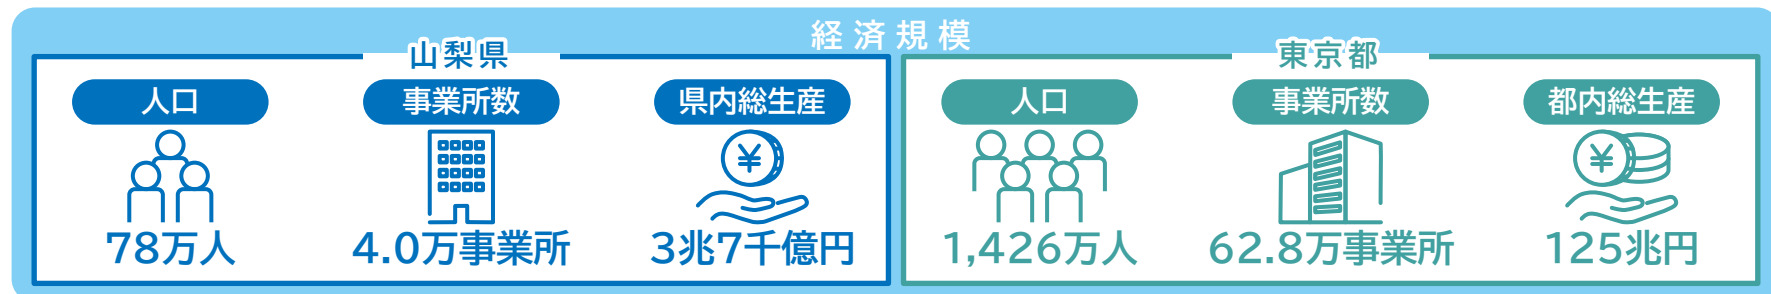 経済規模
山梨県
人口
事業所数
県内総生産
78万人
4.0万事業所
3兆7千億円
東京都
人口
事業所数
都内総生産
1,426万人
62.8万事業所
125兆円